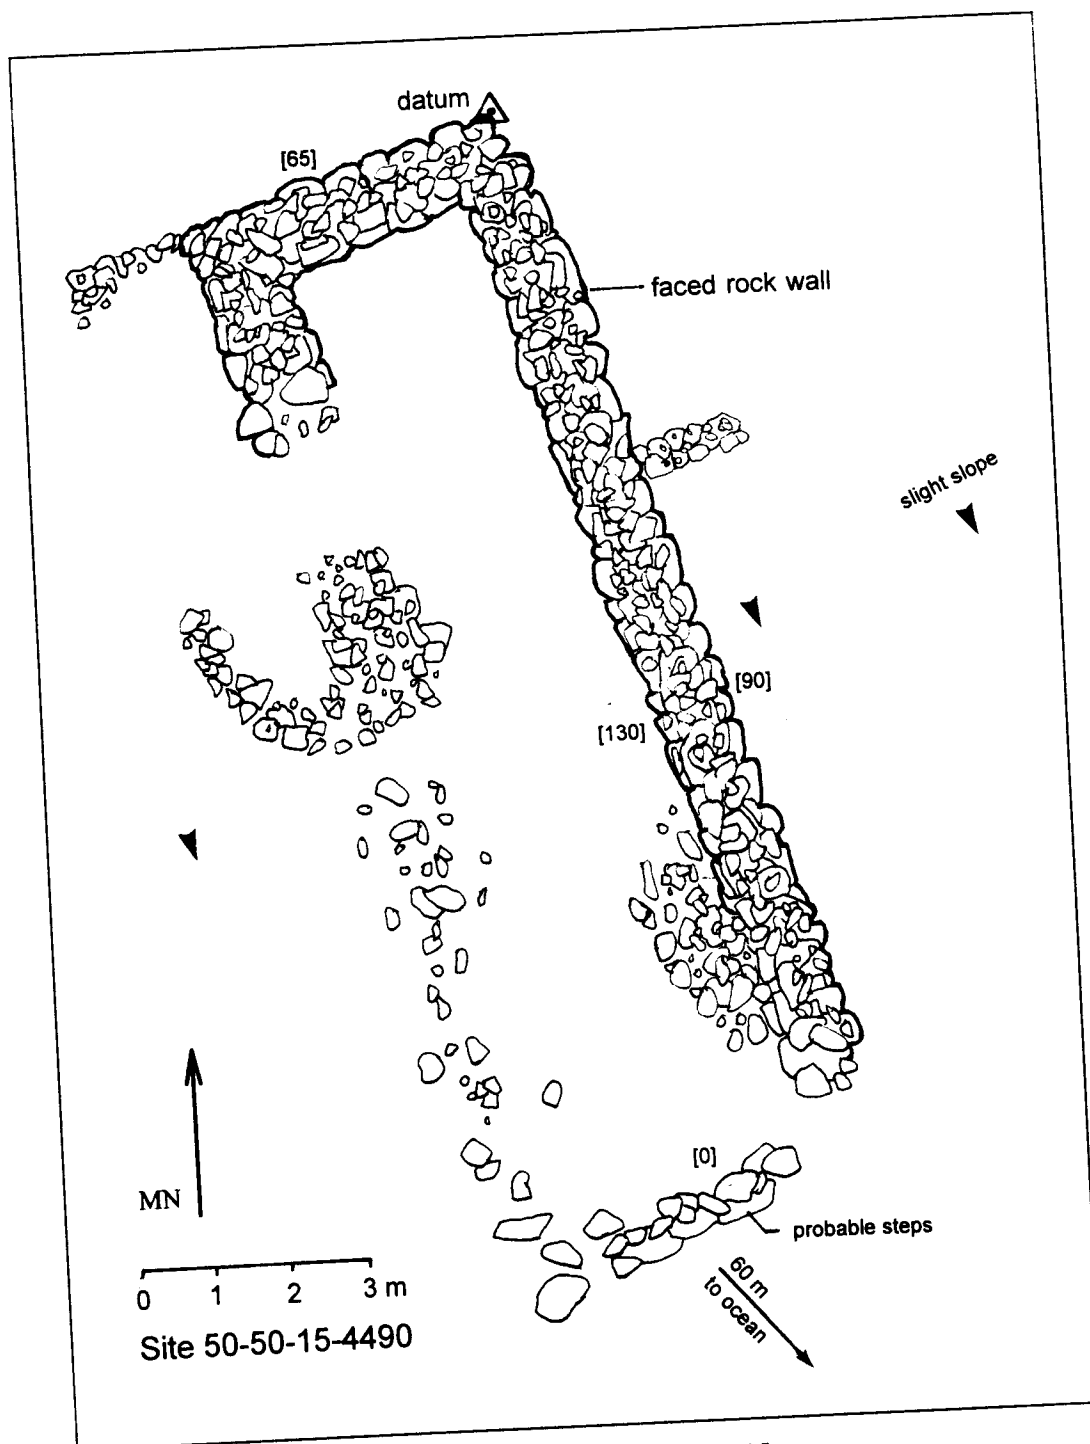 datum
[65]
faced rock wall
slight slope
[90]
[130]
[0]
MN
probable steps
60 m
to ocean
0 1 2 3 m
Site 50-50-15-4490